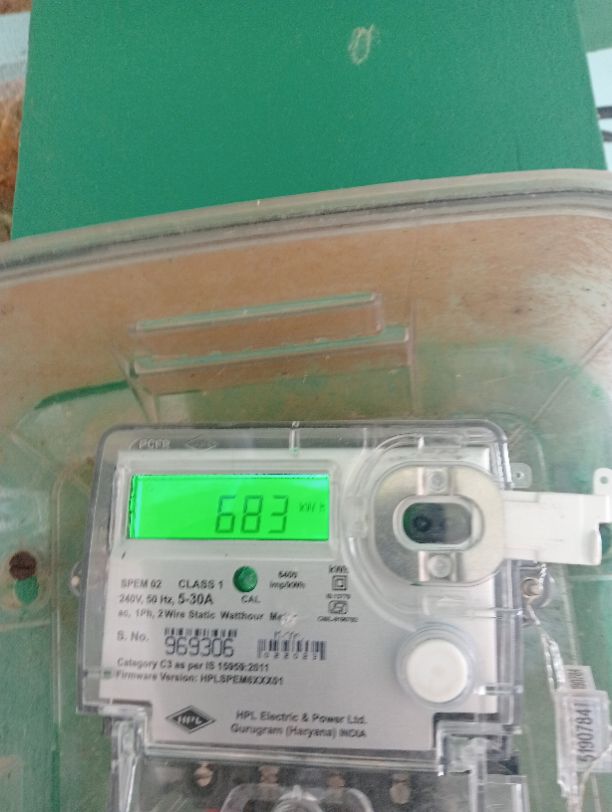 683 kWh
SPEM 02 CLASS 1
240V, 50 Hz, 5-30A
CAL
6400 imp/kWh
kWh
ac, 1Ph, 2 Wire Static Watthour
S. No. 969306
Category C3 as per IS 15959:2011
Firmware Version: HPLSPEM6XXX01
HPL
HPL Electric & Power Ltd.
Gurugram (Haryana) INDIA
51907847